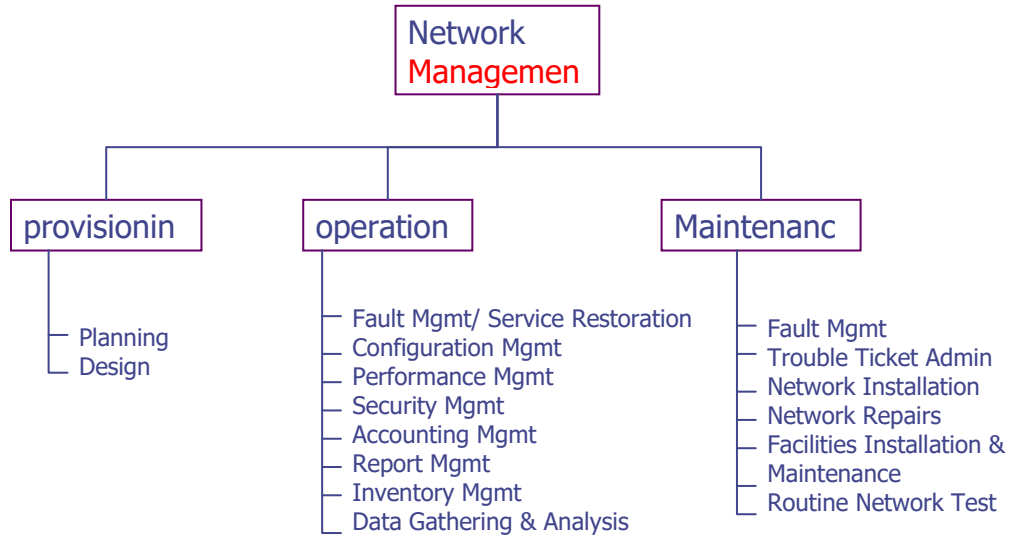 Network
Managemen
provisionin
operation
Maintenanc
Planning
Design
Fault Mgmt/ Service Restoration
Configuration Mgmt
Performance Mgmt
Security Mgmt
Accounting Mgmt
Report Mgmt
Inventory Mgmt
Data Gathering & Analysis
Fault Mgmt
Trouble Ticket Admin
Network Installation
Network Repairs
Facilities Installation &
Maintenance
Routine Network Test